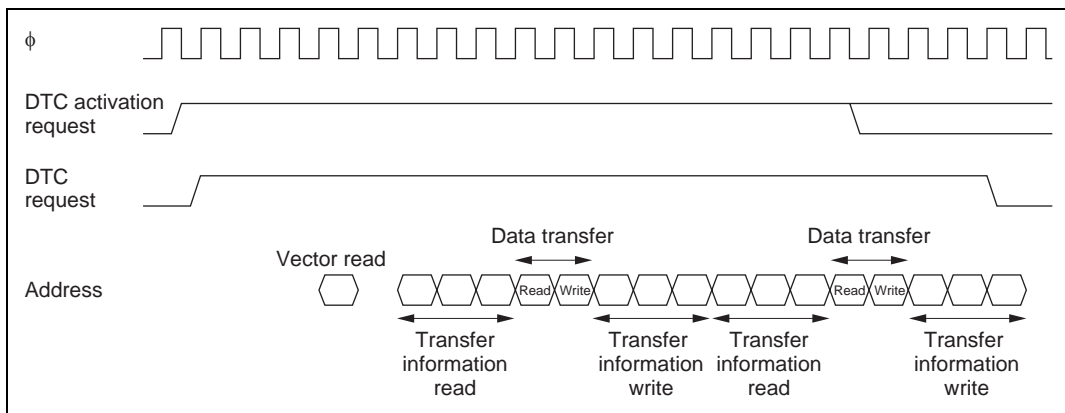 ϕ
DTC activation
request
DTC
request
Data transfer
Data transfer
Vector read
Address
Read
Write
Read
Write
Transfer
information
read
Transfer
information
write
Transfer
information
read
Transfer
information
write